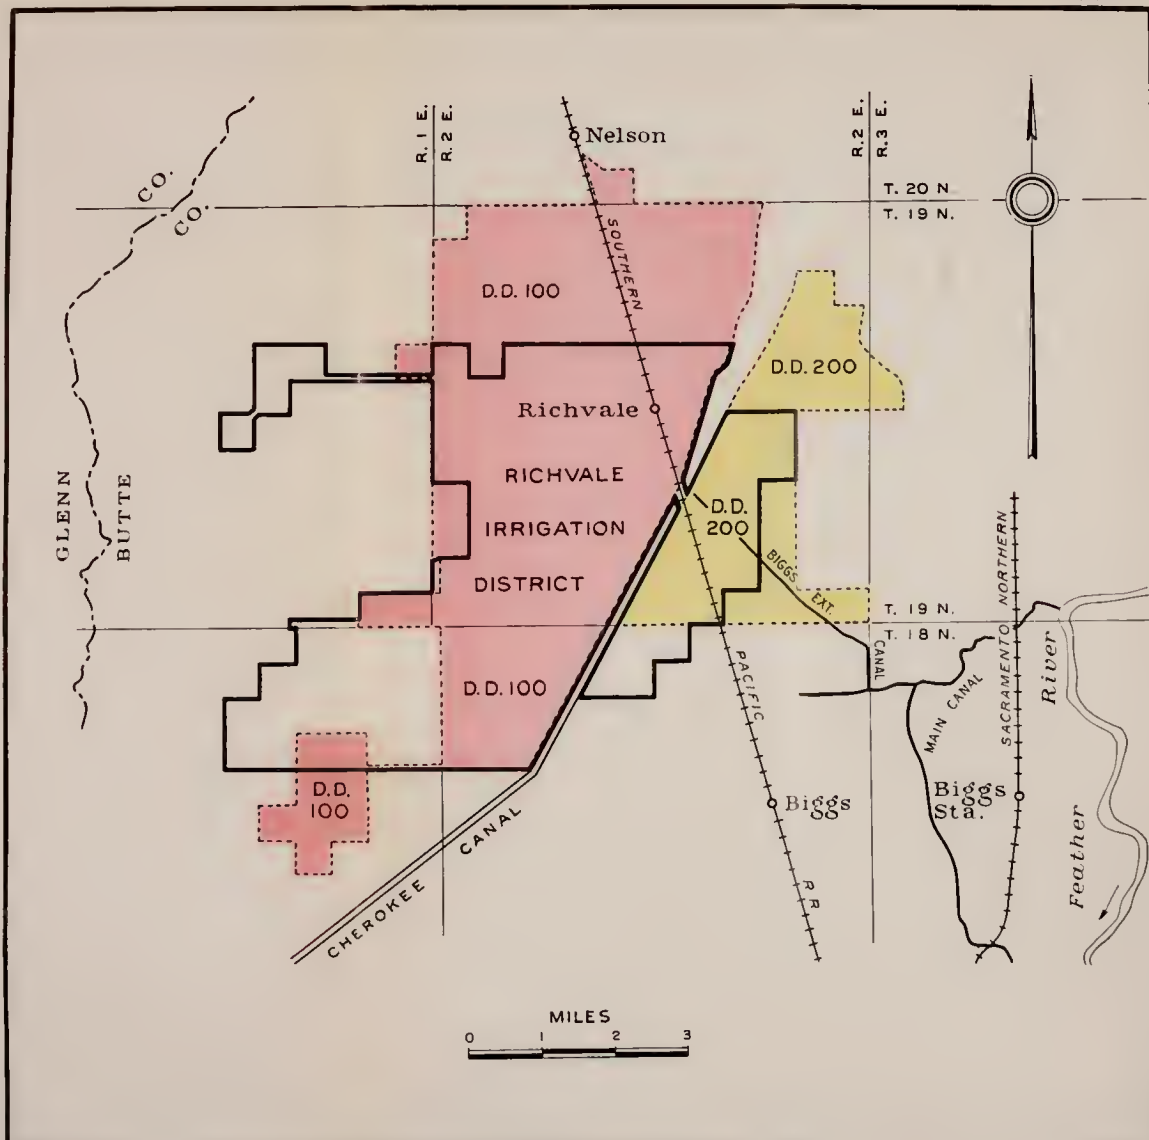 R. 1 E.
R. 2 E.
R. 2 E.
R. 3 E.
Nelson
CO.
CO.
T. 20 N.
T. 19 N.
SOUTHERN
D.D. 100
D.D. 200
Richvale
RICHVALE
IRRIGATION
DISTRICT
D.D.
200
GLENN
BUTTE
BIGGS
EXT.
CANAL
T. 19 N.
T. 18 N.
SACRAMENTO NORTHERN
River
PACIFIC
MAIN CANAL
D.D. 100
D.D.
100
Biggs
Biggs
Sta.
Feather
CHEROKEE CANAL
R R
MILES
0 1 2 3